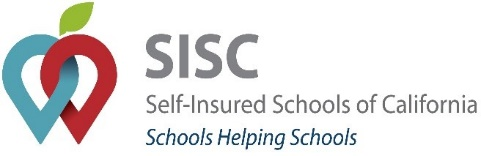 SISC
Self-Insured Schools of California
Schools Helping Schools